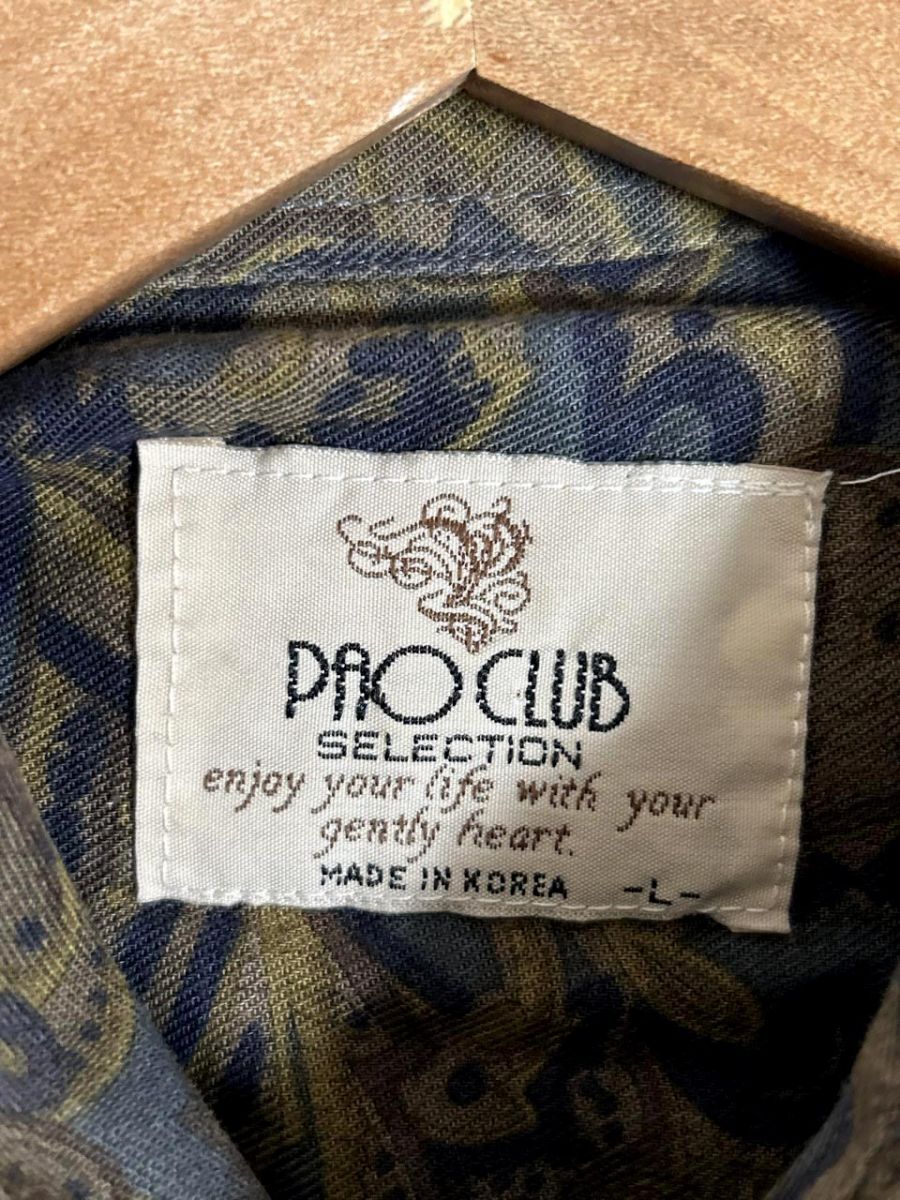 PAO CLUB
SELECTION
enjoy your life with your
gently heart.
MADE IN KOREA -L-